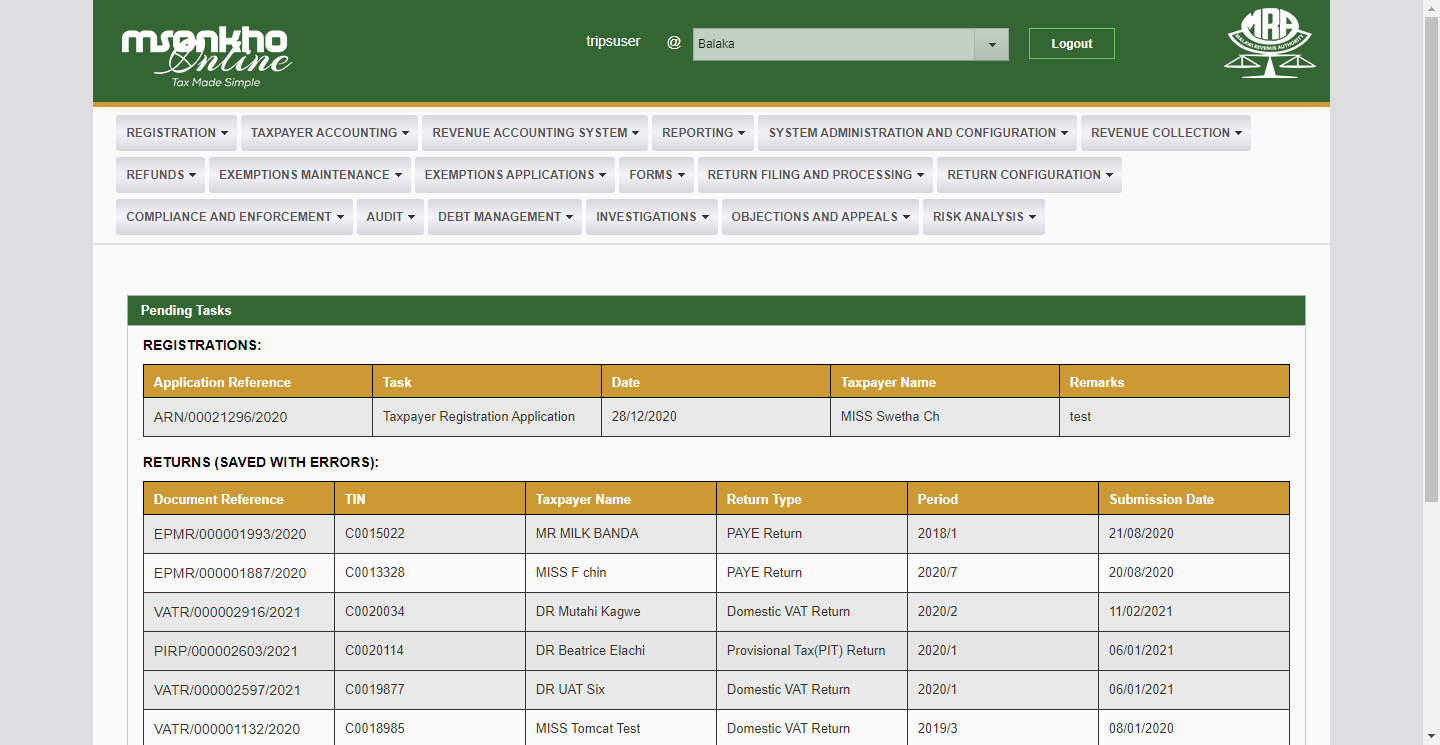 msonkho
Online
Tax Made Simple
tripsuser @ Balaka Logout
MRA
MALAWI REVENUE AUTHORITY
REGISTRATION TAXPAYER ACCOUNTING REVENUE ACCOUNTING SYSTEM REPORTING SYSTEM ADMINISTRATION AND CONFIGURATION REVENUE COLLECTION
REFUNDS EXEMPTIONS MAINTENANCE EXEMPTIONS APPLICATIONS FORMS RETURN FILING AND PROCESSING RETURN CONFIGURATION
COMPLIANCE AND ENFORCEMENT AUDIT DEBT MANAGEMENT INVESTIGATIONS OBJECTIONS AND APPEALS RISK ANALYSIS
Pending Tasks
REGISTRATIONS:
Application Reference Task Date Taxpayer Name Remarks
ARN/00021296/2020 Taxpayer Registration Application 28/12/2020 MISS Swetha Ch test
RETURNS (SAVED WITH ERRORS):
Document Reference TIN Taxpayer Name Return Type Period Submission Date
EPMR/000001993/2020 C0015022 MR MILK BANDA PAYE Return 2018/1 21/08/2020
EPMR/000001887/2020 C0013328 MISS F chin PAYE Return 2020/7 20/08/2020
VATR/000002916/2021 C0020034 DR Mutahi Kagwe Domestic VAT Return 2020/2 11/02/2021
PIRP/000002603/2021 C0020114 DR Beatrice Elachi Provisional Tax(PIT) Return 2020/1 06/01/2021
VATR/000002597/2021 C0019877 DR UAT Six Domestic VAT Return 2020/1 06/01/2021
VATR/000001132/2020 C0018985 MISS Tomcat Test Domestic VAT Return 2019/3 08/01/2020